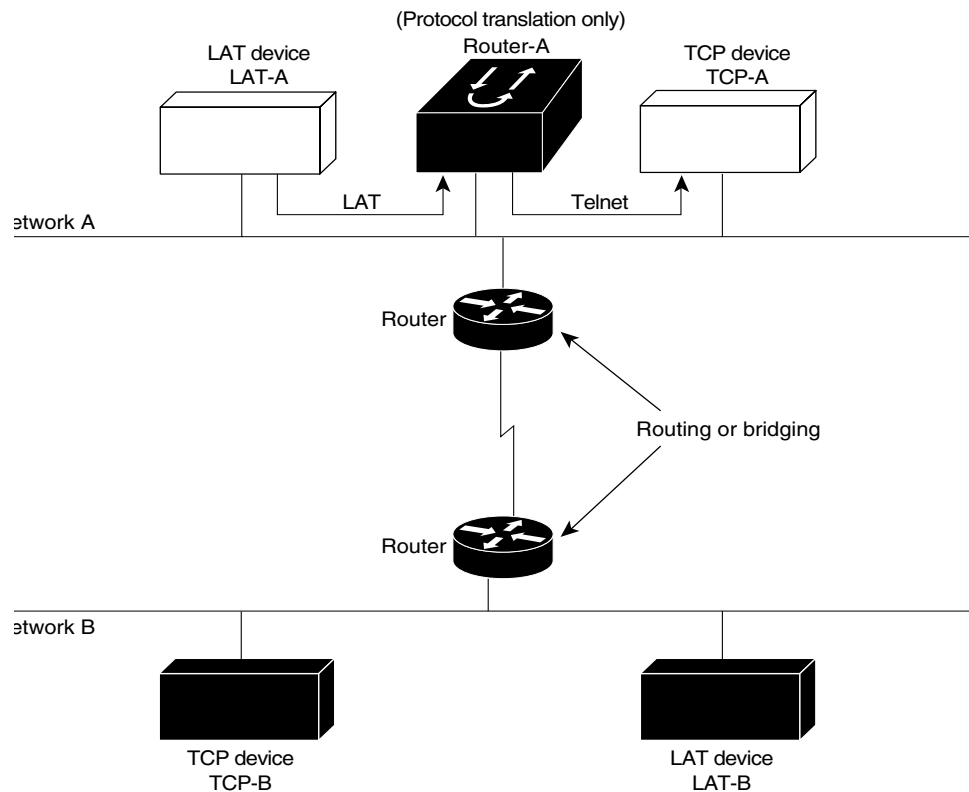 (Protocol translation only)
Router-A
LAT device
LAT-A
TCP device
TCP-A
LAT
Telnet
etwork A
Router
Routing or bridging
Router
etwork B
TCP device
TCP-B
LAT device
LAT-B